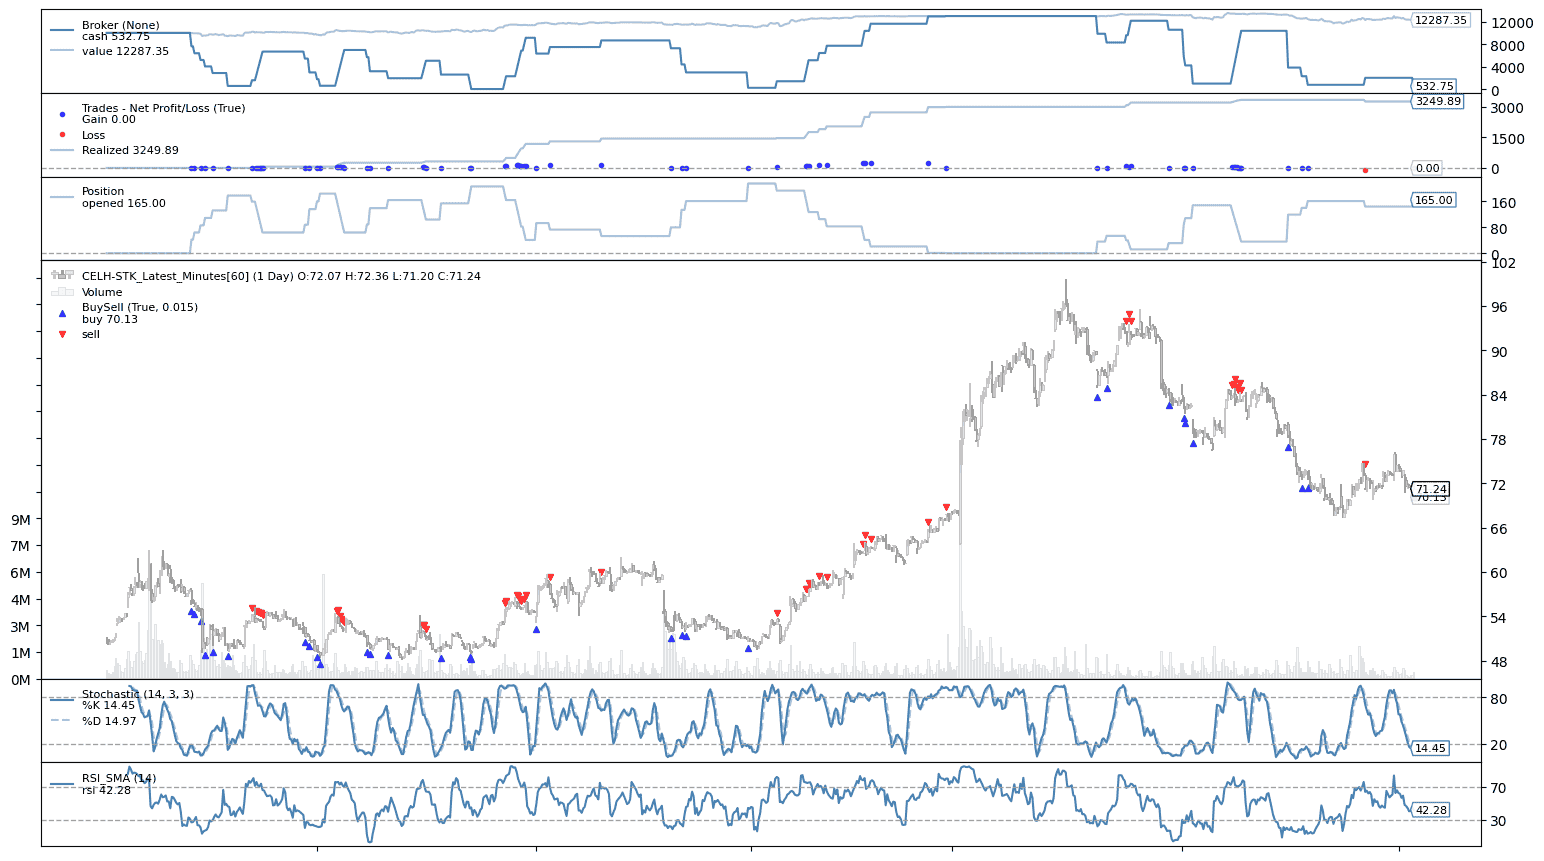 Broker (None)
cash 532.75
value 12287.35
12287.35
12000
8000
4000
532.75
0
Trades - Net Profit/Loss (True)
Gain 0.00
Loss
Realized 3249.89
3249.89
3000
1500
0.00
0
Position
opened 165.00
165.00
160
80
0
CELH-STK_Latest_Minutes[60] (1 Day) O:72.07 H:72.36 L:71.20 C:71.24
Volume
BuySell (True, 0.015)
buy 70.13
sell
102
96
90
84
78
72
71.24
70.13
66
60
54
48
9M
7M
6M
4M
3M
1M
0M
Stochastic (14, 3, 3)
%K 14.45
%D 14.97
80
20
14.45
RSI_SMA (14)
rsi 42.28
70
42.28
30